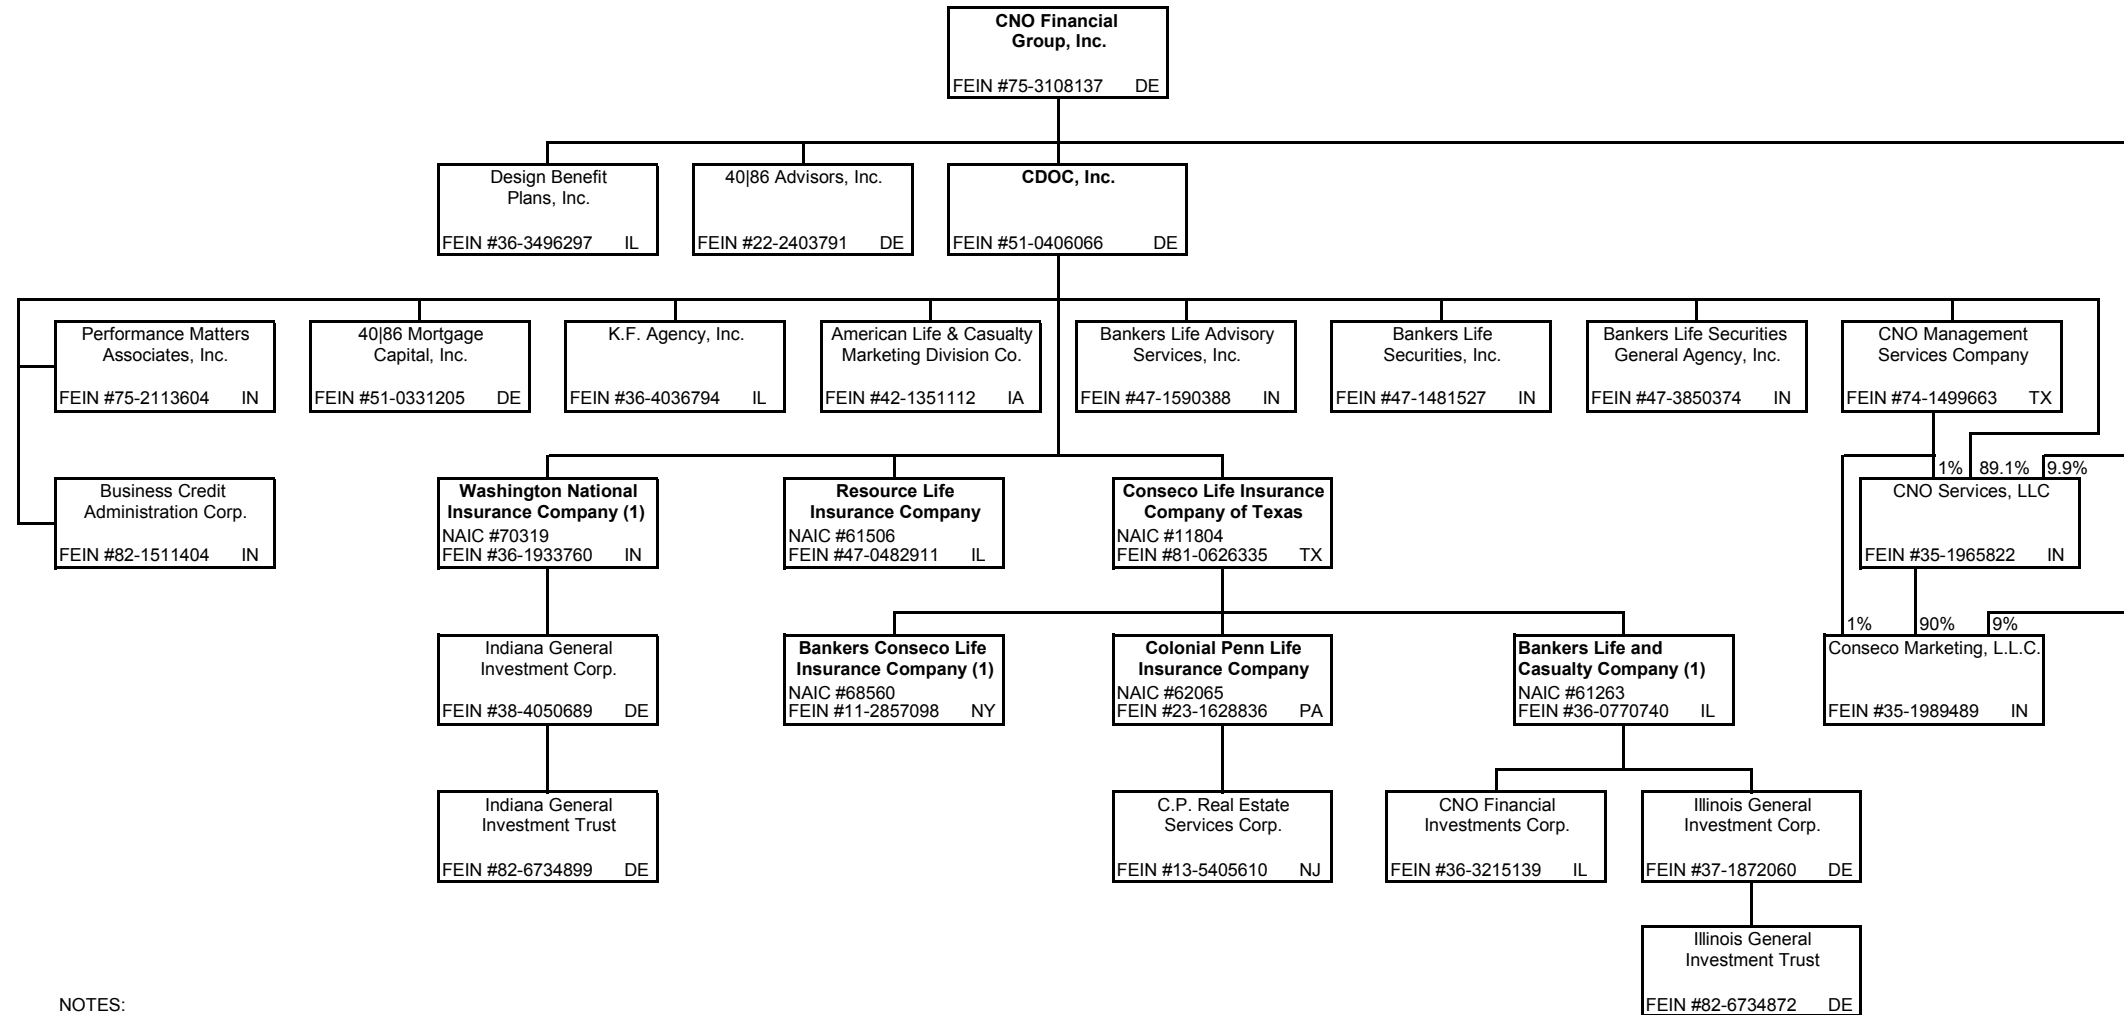 CNO Financial
Group, Inc.
FEIN #75-3108137 DE
Design Benefit
Plans, Inc.
FEIN #36-3496297 IL
40|86 Advisors, Inc.
FEIN #22-2403791 DE
CDOC, Inc.
FEIN #51-0406066 DE
Performance Matters
Associates, Inc.
FEIN #75-2113604 IN
40|86 Mortgage
Capital, Inc.
FEIN #51-0331205 DE
K.F. Agency, Inc.
FEIN #36-4036794 IL
American Life & Casualty
Marketing Division Co.
FEIN #42-1351112 IA
Bankers Life Advisory
Services, Inc.
FEIN #47-1590388 IN
Bankers Life
Securities, Inc.
FEIN #47-1481527 IN
Bankers Life Securities
General Agency, Inc.
FEIN #47-3850374 IN
CNO Management
Services Company
FEIN #74-1499663 TX
Business Credit
Administration Corp.
FEIN #82-1511404 IN
Washington National
Insurance Company (1)
NAIC #70319
FEIN #36-1933760 IN
Resource Life
Insurance Company
NAIC #61506
FEIN #47-0482911 IL
Conseco Life Insurance
Company of Texas
NAIC #11804
FEIN #81-0626335 TX
1% 89.1% 9.9%
CNO Services, LLC
FEIN #35-1965822 IN
Indiana General
Investment Corp.
FEIN #38-4050689 DE
Bankers Conseco Life
Insurance Company (1)
NAIC #68560
FEIN #11-2857098 NY
Colonial Penn Life
Insurance Company
NAIC #62065
FEIN #23-1628836 PA
Bankers Life and
Casualty Company (1)
NAIC #61263
FEIN #36-0770740 IL
1% 90% 9%
Conseco Marketing, L.L.C.
FEIN #35-1989489 IN
Indiana General
Investment Trust
FEIN #82-6734899 DE
C.P. Real Estate
Services Corp.
FEIN #13-5405610 NJ
CNO Financial
Investments Corp.
FEIN #36-3215139 IL
Illinois General
Investment Corp.
FEIN #37-1872060 DE
Illinois General
Investment Trust
FEIN #82-6734872 DE
NOTES: